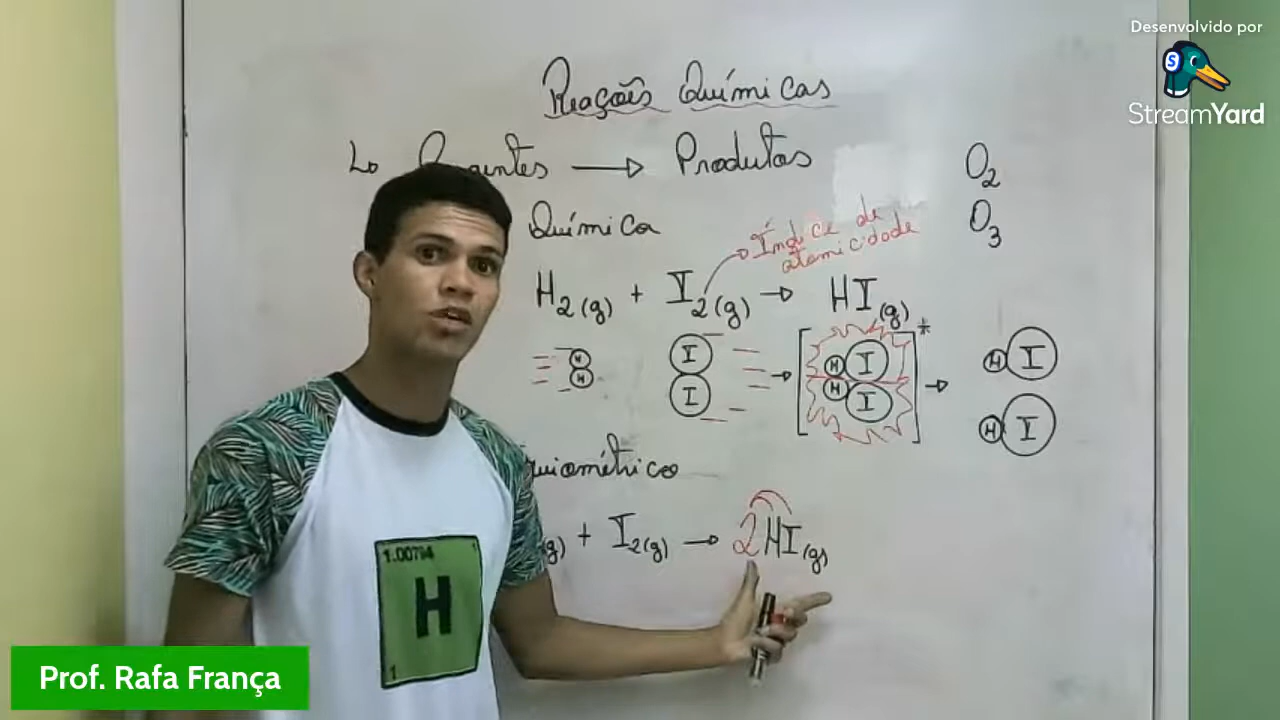 Desenvolvido por
StreamYard
Reações Químicas
Produtos
O2
O3
Química
Índice de
atomicidade
H2(g) + I2(g) → HI(g)
H
H
I
I
[ H I H I ]*
H I
H I
(g) + I2(g) → 2HI(g)
1.00794
H
1
Prof. Rafa França